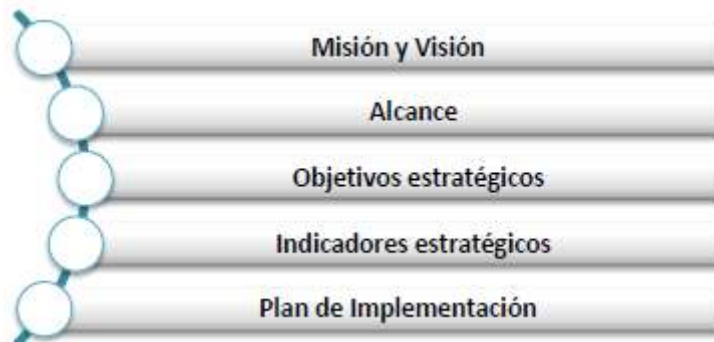 Misión y Visión
Alcance
Objetivos estratégicos
Indicadores estratégicos
Plan de Implementación